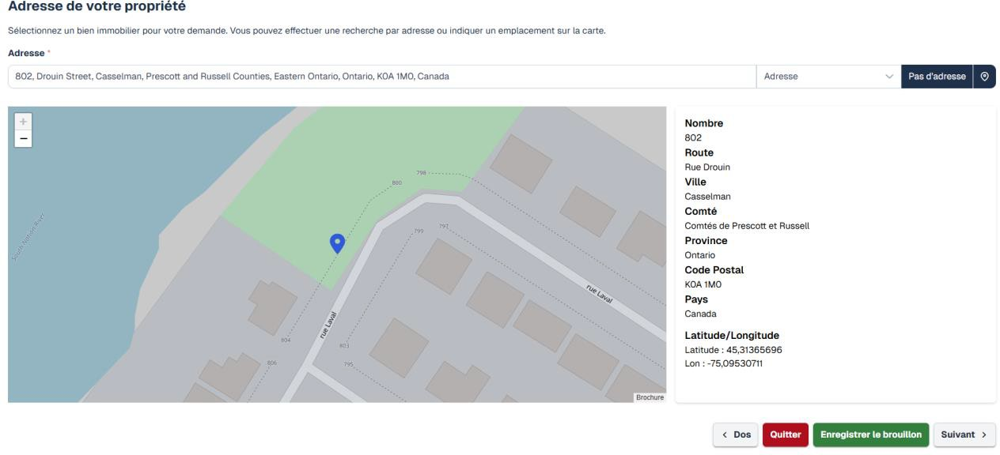 Adresse de votre propriété
Sélectionnez un bien immobilier pour votre demande. Vous pouvez effectuer une recherche par adresse ou indiquer un emplacement sur la carte.
Adresse *
802, Drouin Street, Casselman, Prescott and Russell Counties, Eastern Ontario, Ontario, K0A 1M0, Canada
Adresse
Pas d'adresse
+
−
South Nation River
798
800
799
797
rue Laval
rue Laval
804
803
806
795
Brochure
Nombre
802
Route
Rue Drouin
Ville
Casselman
Comté
Comtés de Prescott et Russell
Province
Ontario
Code Postal
K0A 1M0
Pays
Canada
Latitude/Longitude
Latitude : 45,31365696
Lon : -75,09530711
Dos
Quitter
Enregistrer le brouillon
Suivant